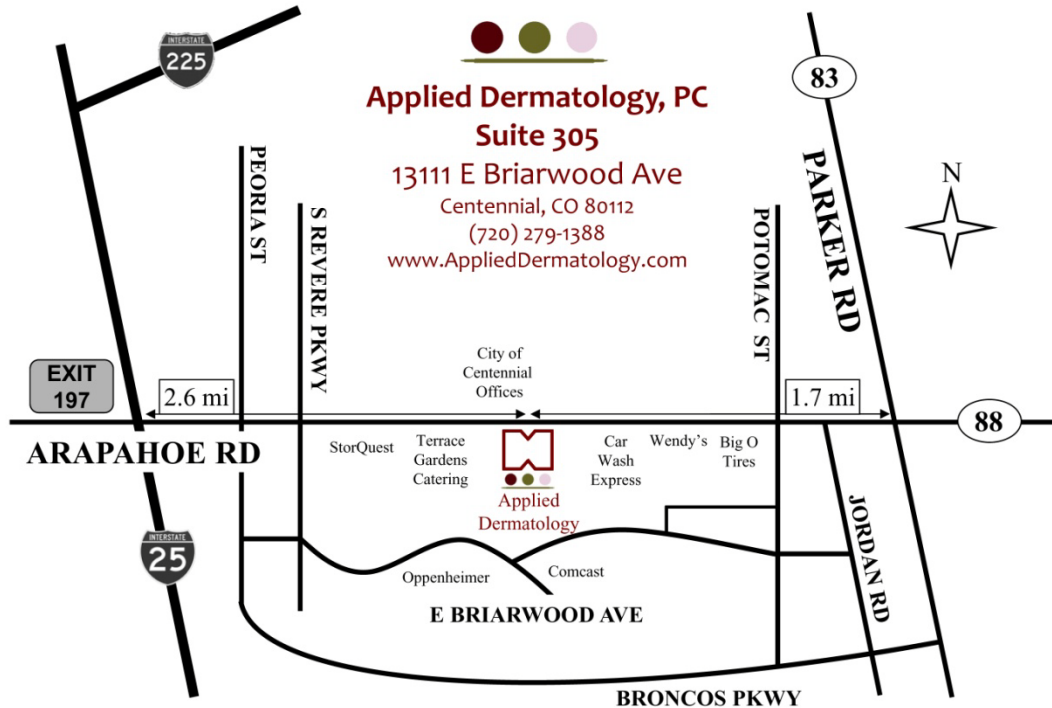 INTERSTATE
225
Applied Dermatology, PC
Suite 305
13111 E Briarwood Ave
Centennial, CO 80112
(720) 279-1388
www.AppliedDermatology.com
83
N
PEORIA ST
S REVERE PKWY
POTOMAC ST
PARKER RD
EXIT
197
2.6 mi
City of
Centennial
Offices
1.7 mi
88
ARAPAHOE RD
StorQuest
Terrace
Gardens
Catering
Applied
Dermatology
Car
Wash
Express
Wendy's
Big O
Tires
JORDAN RD
INTERSTATE
25
Oppenheimer
Comcast
E BRIARWOOD AVE
BRONCOS PKWY